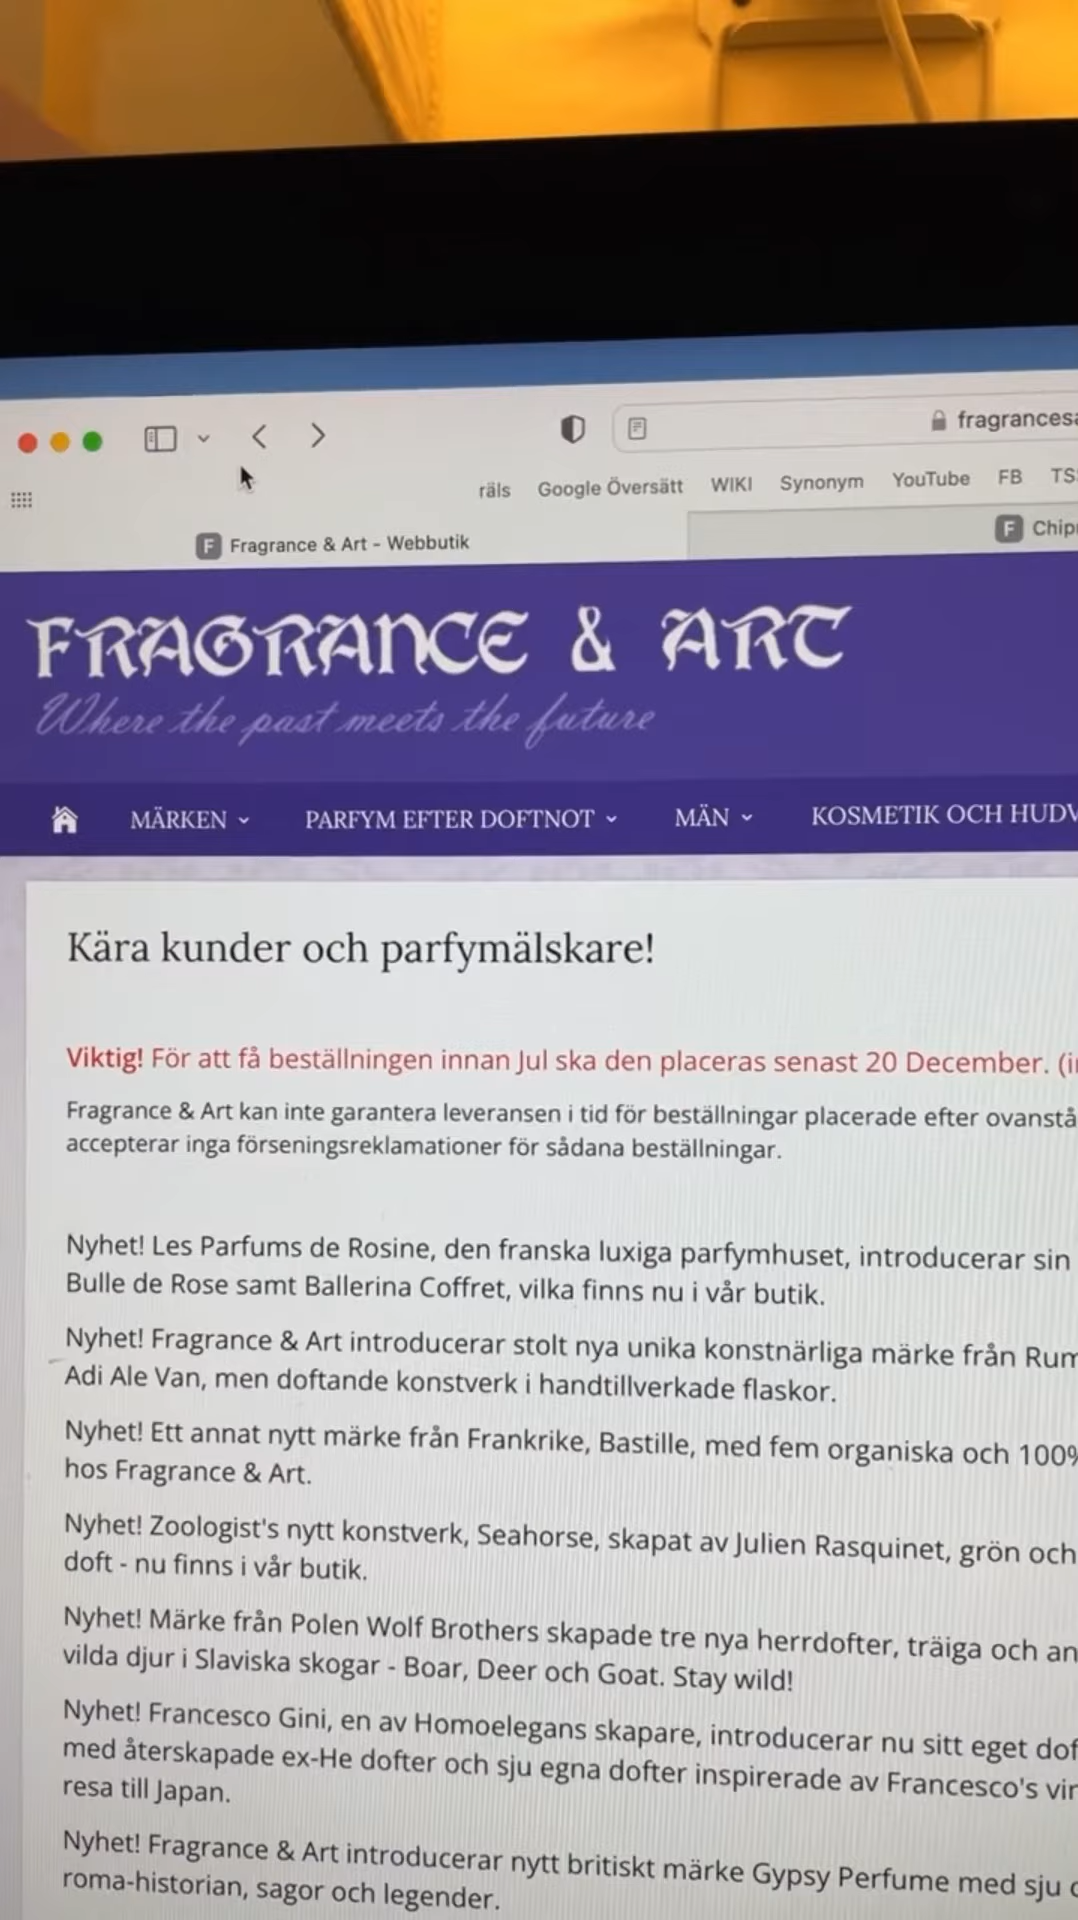 fragrances
räls Google Översätt WIKI Synonym YouTube FB TS
F Fragrance & Art - Webbutik
F Chip
FRAGRANCE & ART
Where the past meets the future
MÄRKEN PARFYM EFTER DOFTNOT MÄN KOSMETIK OCH HUDV
Kära kunder och parfymälskare!
Viktig! För att få beställningen innan Jul ska den placeras senast 20 December. (i
Fragrance & Art kan inte garantera leveransen i tid för beställningar placerade efter ovanstå
accepterar inga förseningsreklamationer för sådana beställningar.
Nyhet! Les Parfums de Rosine, den franska luxiga parfymhuset, introducerar sin
Bulle de Rose samt Ballerina Coffret, vilka finns nu i vår butik.
Nyhet! Fragrance & Art introducerar stolt nya unika konstnärliga märke från Rum
Adi Ale Van, men doftande konstverk i handtillverkade flaskor.
Nyhet! Ett annat nytt märke från Frankrike, Bastille, med fem organiska och 100%
hos Fragrance & Art.
Nyhet! Zoologist's nytt konstverk, Seahorse, skapat av Julien Rasquinet, grön och
doft - nu finns i vår butik.
Nyhet! Märke från Polen Wolf Brothers skapade tre nya herrdofter, träiga och an
vilda djur i Slaviska skogar - Boar, Deer och Goat. Stay wild!
Nyhet! Francesco Gini, en av Homoelegans skapare, introducerar nu sitt eget dof
med återskapade ex-He dofter och sju egna dofter inspirerade av Francesco's vir
resa till Japan.
Nyhet! Fragrance & Art introducerar nytt britiskt märke Gypsy Perfume med sju
roma-historian, sagor och legender.